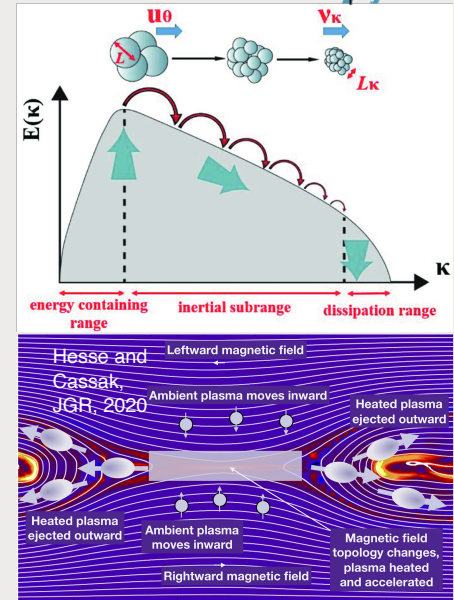 uθ
νκ
L
Lκ
E(κ)
κ
energy containing
range
inertial subrange
dissipation range
Hesse and
Cassak,
JGR, 2020
Leftward magnetic field
Ambient plasma moves inward
Heated plasma
ejected outward
Heated plasma
ejected outward
Ambient plasma
moves inward
Magnetic field
topology changes,
plasma heated
and accelerated
Rightward magnetic field